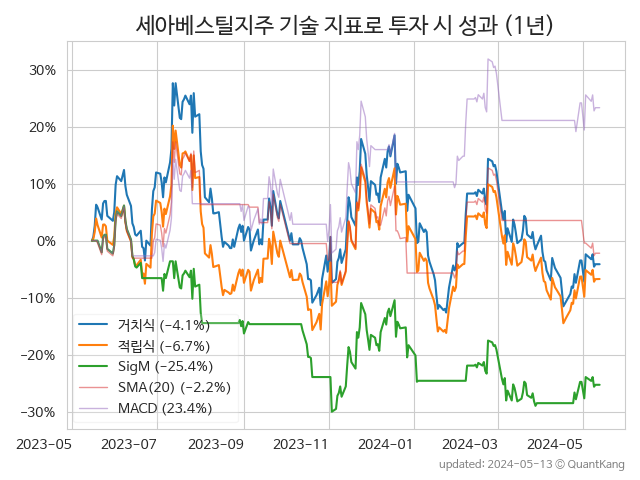 세아베스틸지주 기술 지표로 투자 시 성과 (1년)
30%
20%
10%
0%
−10%
−20%
−30%
거치식 (−4.1%)
적립식 (−6.7%)
SigM (−25.4%)
SMA(20) (−2.2%)
MACD (23.4%)
2023-05 2023-07 2023-09 2023-11 2024-01 2024-03 2024-05
updated: 2024-05-13 © QuantKang